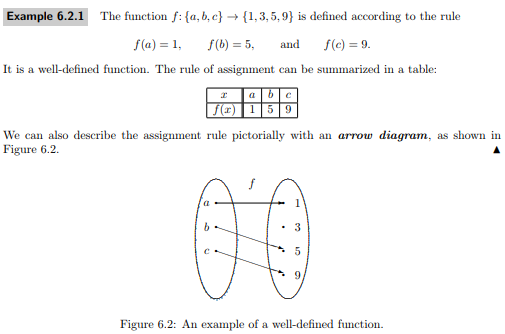 Example 6.2.1 The function f: {a, b, c} → {1, 3, 5, 9} is defined according to the rule
f(a) = 1, f(b) = 5, and f(c) = 9.
It is a well-defined function. The rule of assignment can be summarized in a table:
x a b c
f(x) 1 5 9
We can also describe the assignment rule pictorially with an arrow diagram, as shown in
Figure 6.2. ▲
f
a 1
b 3
c 5
9
Figure 6.2: An example of a well-defined function.